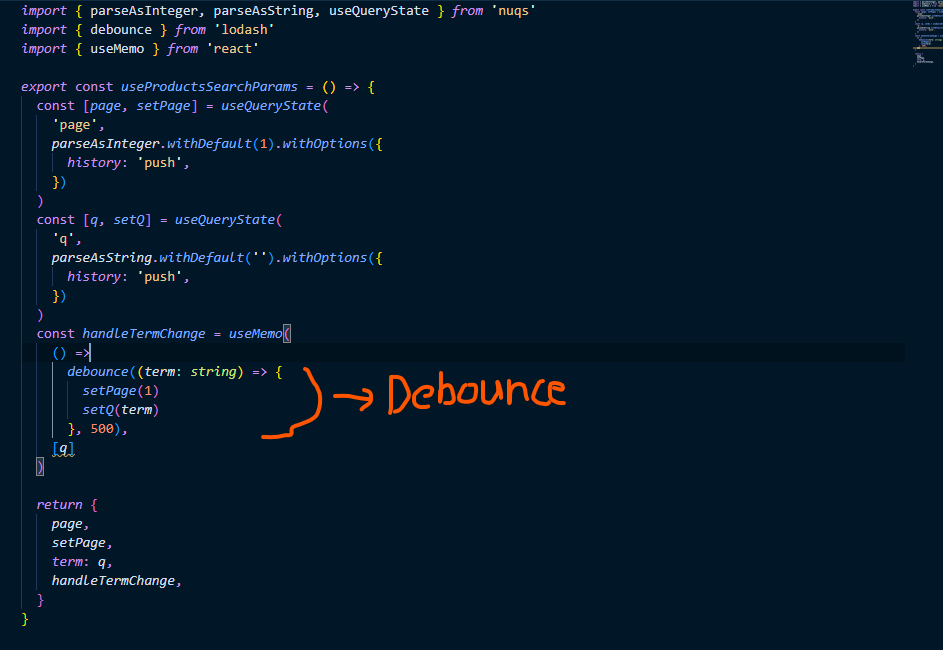 import { parseAsInteger, parseAsString, useQueryState } from 'nuqs'
import { debounce } from 'lodash'
import { useMemo } from 'react'

export const useProductsSearchParams = () => {
  const [page, setPage] = useQueryState(
    'page',
    parseAsInteger.withDefault(1).withOptions({
      history: 'push',
    })
  )
  const [q, setQ] = useQueryState(
    'q',
    parseAsString.withDefault('').withOptions({
      history: 'push',
    })
  )
  const handleTermChange = useMemo(
    () =>
      debounce((term: string) => {
        setPage(1)
        setQ(term)
      }, 500),
    [q]
  )

  return {
    page,
    setPage,
    term: q,
    handleTermChange,
  }
}
Debounce